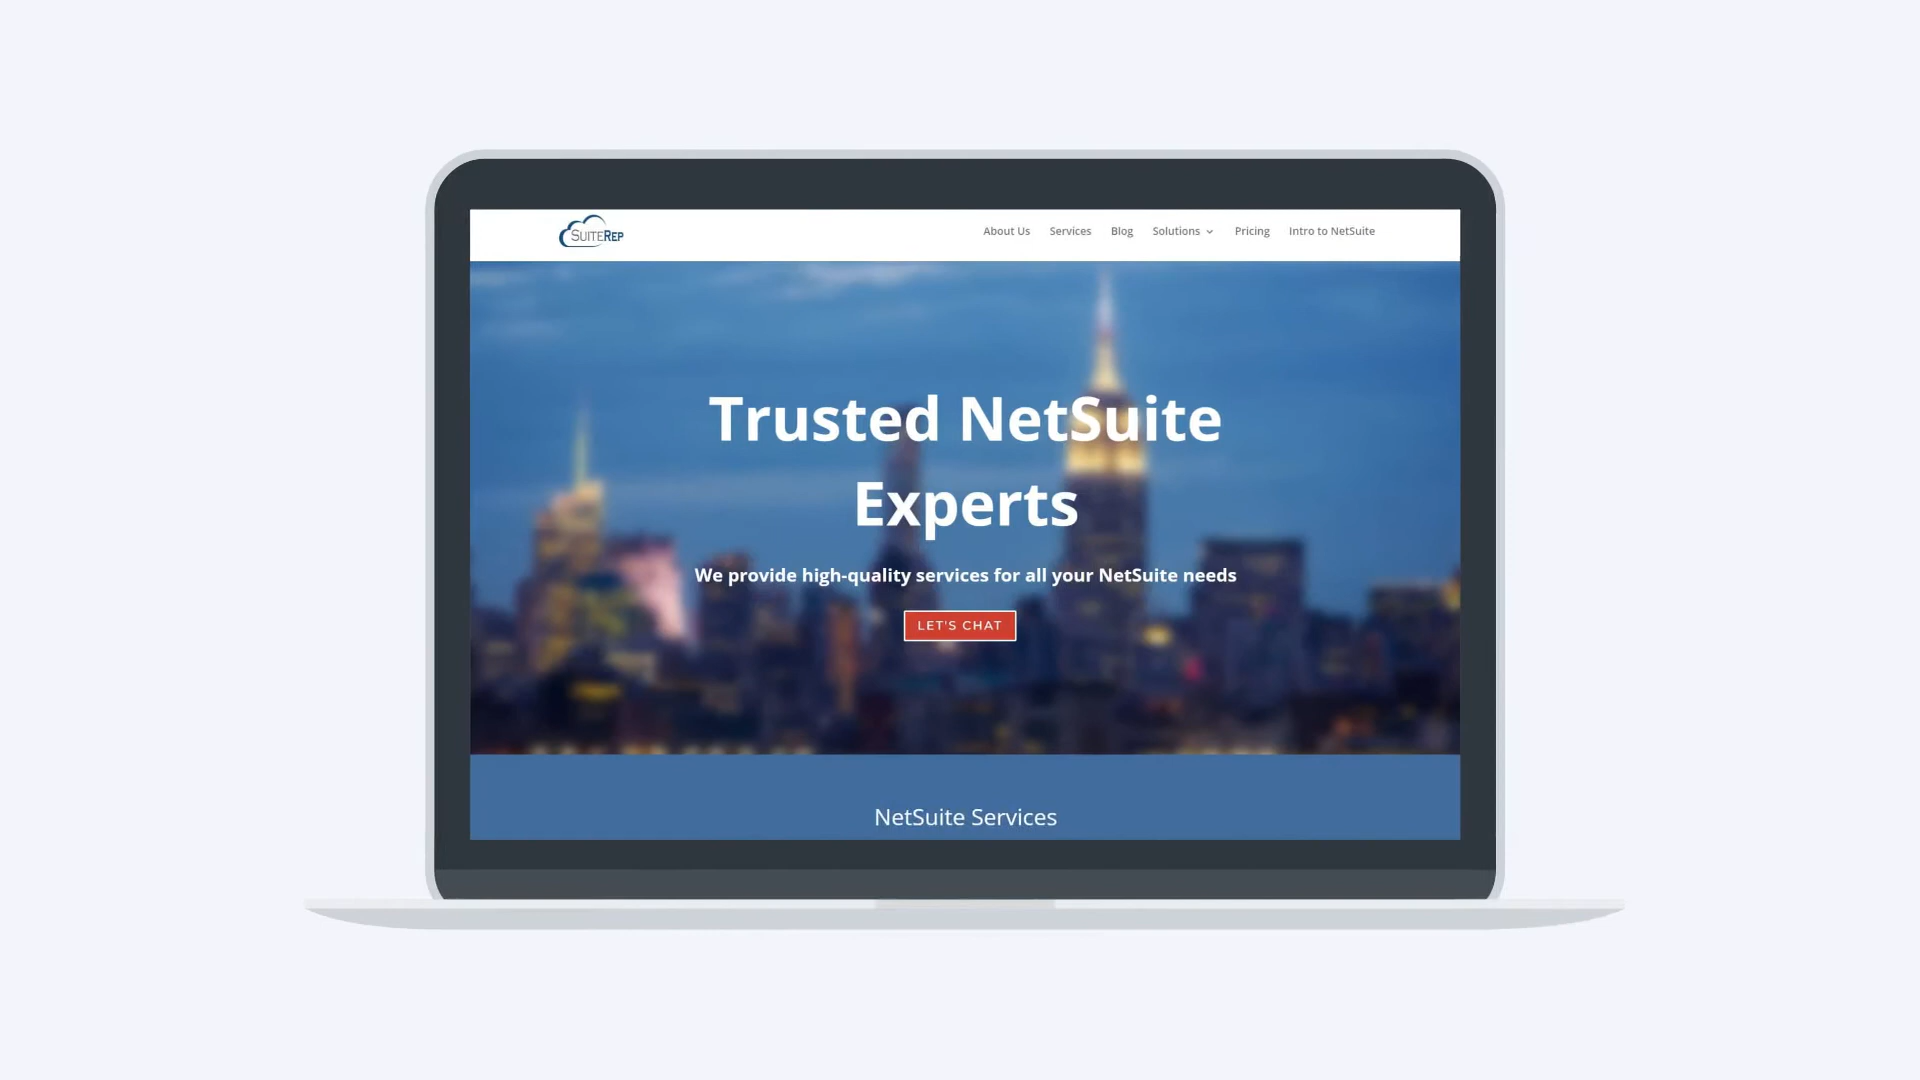 SUITEREP
About Us Services Blog Solutions Pricing Intro to NetSuite
Trusted NetSuite
Experts
We provide high-quality services for all your NetSuite needs
LET'S CHAT
NetSuite Services